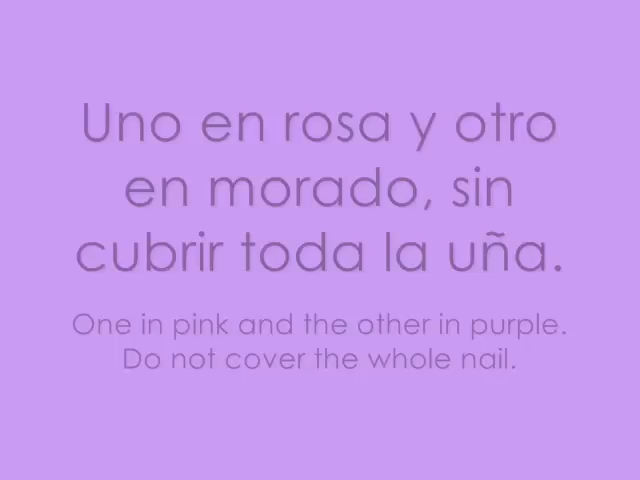 Uno en rosa y otro
en morado, sin
cubrir toda la uña.
One in pink and the other in purple.
Do not cover the whole nail.